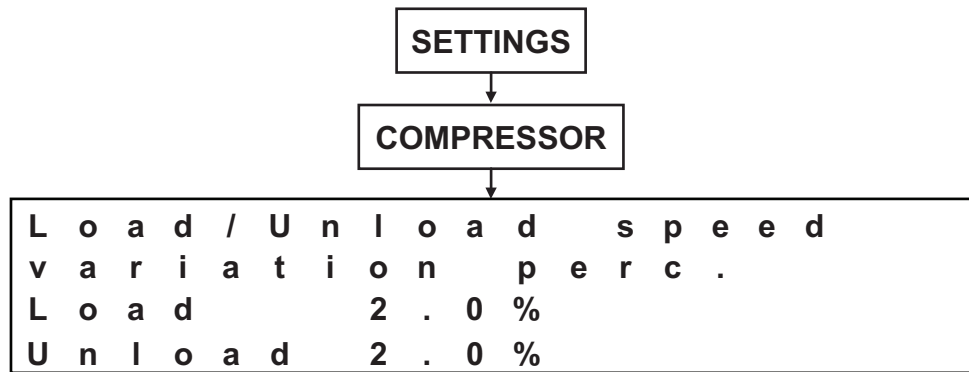 SETTINGS
COMPRESSOR
Load/Unload speed
variation perc.
Load 2.0%
Unload 2.0%